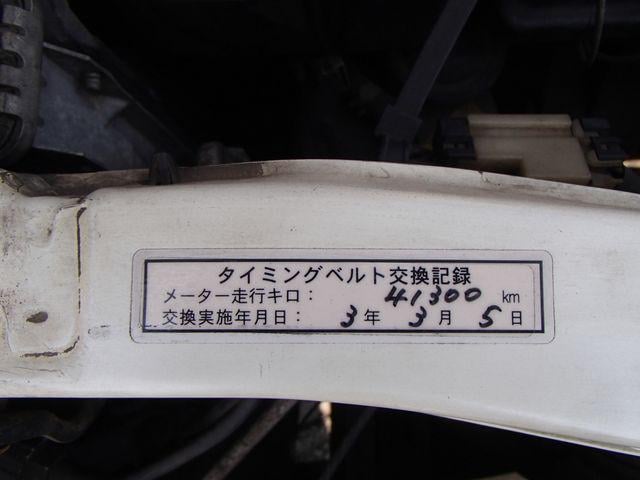 タイミングベルト交換記録
メーター走行キロ: 41300 km
交換実施年月日: 3年 3月 5日